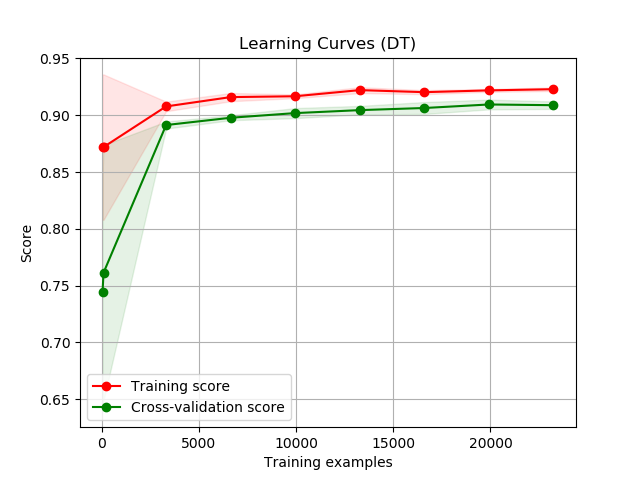 Learning Curves (DT)
0.95
0.90
0.85
0.80
0.75
0.70
0.65
Score
Training score
Cross-validation score
0 5000 10000 15000 20000
Training examples